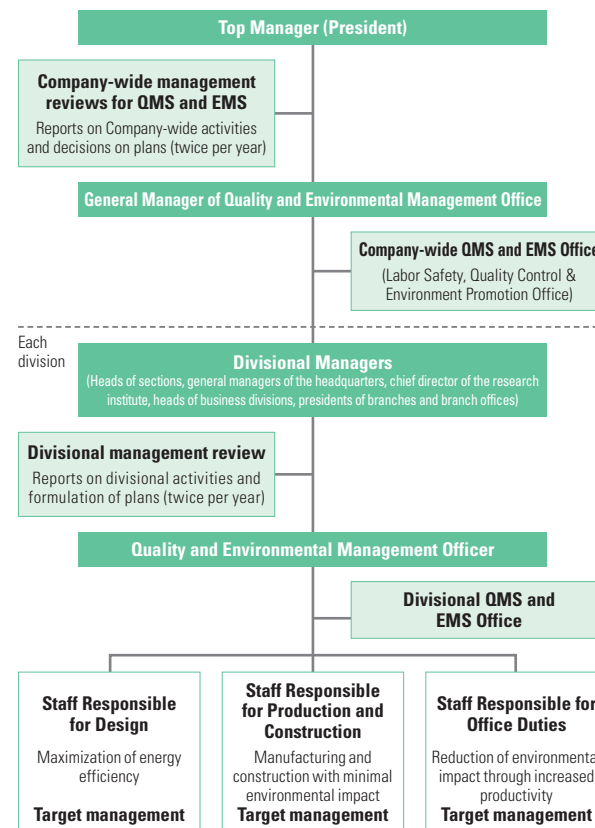 Top Manager (President)
Company-wide management
reviews for QMS and EMS
Reports on Company-wide activities
and decisions on plans (twice per year)
General Manager of Quality and Environmental Management Office
Company-wide QMS and EMS Office
(Labor Safety, Quality Control &
Environment Promotion Office)
Each
division
Divisional Managers
(Heads of sections, general managers of the headquarters, chief director of the research
institute, heads of business divisions, presidents of branches and branch offices)
Divisional management review
Reports on divisional activities and
formulation of plans (twice per year)
Quality and Environmental Management Officer
Divisional QMS and
EMS Office
Staff Responsible
for Design
Maximization of energy
efficiency
Target management
Staff Responsible
for Production and
Construction
Manufacturing and
construction with minimal
environmental impact
Target management
Staff Responsible for
Office Duties
Reduction of environmental
impact through increased
productivity
Target management